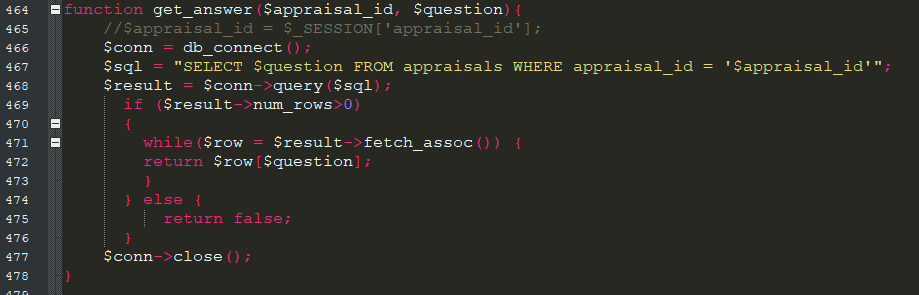 464 function get_answer($appraisal_id, $question){
465 //$appraisal_id = $_SESSION['appraisal_id'];
466 $conn = db_connect();
467 $sql = "SELECT $question FROM appraisals WHERE appraisal_id = '$appraisal_id'";
468 $result = $conn->query($sql);
469 if ($result->num_rows>0)
470 {
471 while($row = $result->fetch_assoc()) {
472 return $row[$question];
473 }
474 } else {
475 return false;
476 }
477 $conn->close();
478 }
479